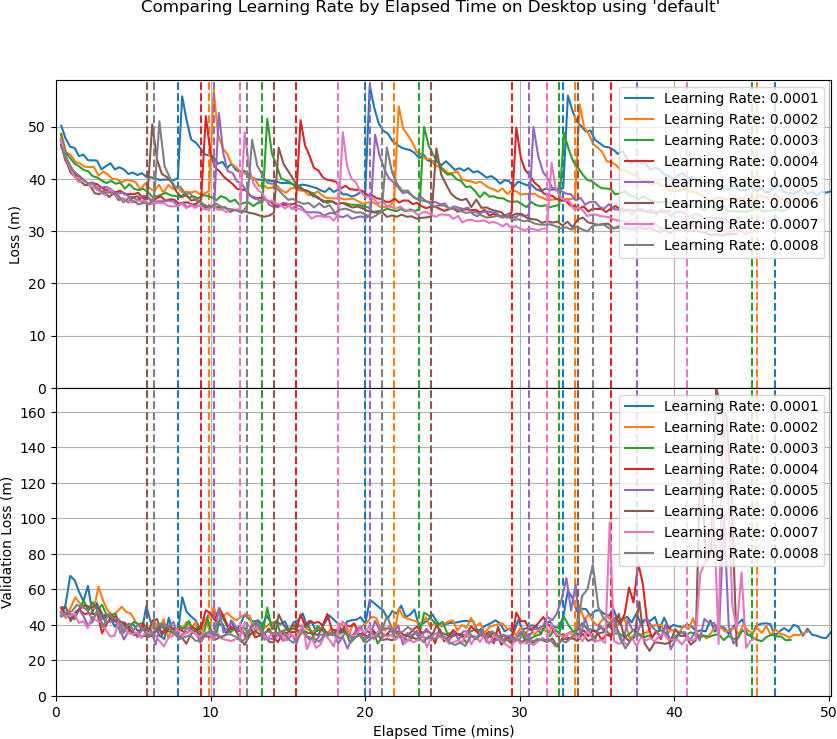 Comparing Learning Rate by Elapsed Time on Desktop using 'default'
Loss (m)
50
40
30
20
10
0
Learning Rate: 0.0001
Learning Rate: 0.0002
Learning Rate: 0.0003
Learning Rate: 0.0004
Learning Rate: 0.0005
Learning Rate: 0.0006
Learning Rate: 0.0007
Learning Rate: 0.0008
Validation Loss (m)
160
140
120
100
80
60
40
20
0
Learning Rate: 0.0001
Learning Rate: 0.0002
Learning Rate: 0.0003
Learning Rate: 0.0004
Learning Rate: 0.0005
Learning Rate: 0.0006
Learning Rate: 0.0007
Learning Rate: 0.0008
0 10 20 30 40 50
Elapsed Time (mins)